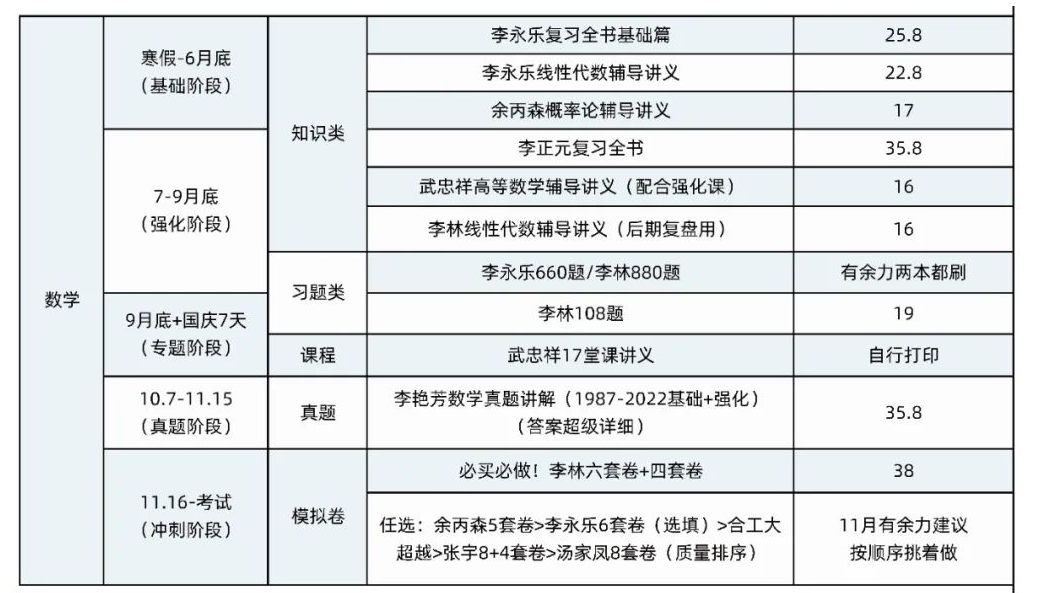 数学
寒假-6月底
（基础阶段）
知识类
李永乐复习全书基础篇
25.8
李永乐线性代数辅导讲义
22.8
余丙森概率论辅导讲义
17
7-9月底
（强化阶段）
李正元复习全书
35.8
武忠祥高等数学辅导讲义（配合强化课）
16
李林线性代数辅导讲义（后期复盘用）
16
习题类
李永乐660题/李林880题
有余力两本都刷
9月底+国庆7天
（专题阶段）
李林108题
19
课程
武忠祥17堂课讲义
自行打印
10.7-11.15
（真题阶段）
真题
李艳芳数学真题讲解（1987-2022基础+强化）
（答案超级详细）
35.8
11.16-考试
（冲刺阶段）
模拟卷
必买必做！李林六套卷+四套卷
38
任选：余丙森5套卷>李永乐6套卷（选填）>合工大
超越>张宇8+4套卷>汤家凤8套卷（质量排序）
11月有余力建议
按顺序挑着做